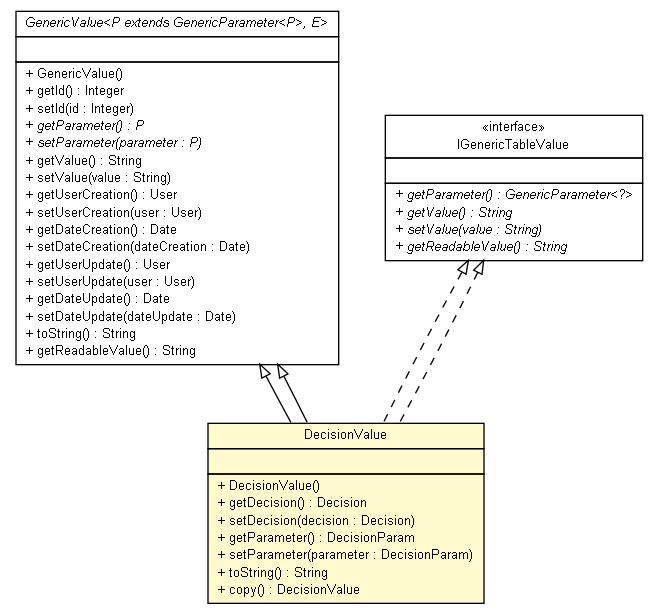 GenericValue<P extends GenericParameter<P>, E>
+ GenericValue()
+ getId() : Integer
+ setId(id : Integer)
+ getParameter() : P
+ setParameter(parameter : P)
+ getValue() : String
+ setValue(value : String)
+ getUserCreation() : User
+ setUserCreation(user : User)
+ getDateCreation() : Date
+ setDateCreation(dateCreation : Date)
+ getUserUpdate() : User
+ setUserUpdate(user : User)
+ getDateUpdate() : Date
+ setDateUpdate(dateUpdate : Date)
+ toString() : String
+ getReadableValue() : String
«interface»
IGenericTableValue
+ getParameter() : GenericParameter<?>
+ getValue() : String
+ setValue(value : String)
+ getReadableValue() : String
DecisionValue
+ DecisionValue()
+ getDecision() : Decision
+ setDecision(decision : Decision)
+ getParameter() : DecisionParam
+ setParameter(parameter : DecisionParam)
+ toString() : String
+ copy() : DecisionValue